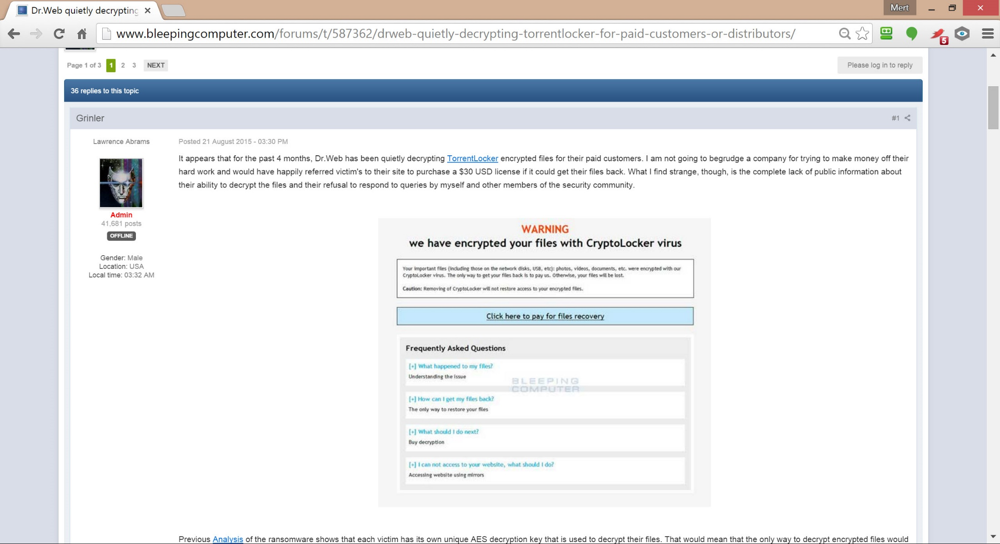 Dr.Web quietly decrypting
Mert
www.bleepingcomputer.com/forums/t/587362/drweb-quietly-decrypting-torrentlocker-for-paid-customers-or-distributors/
5
Page 1 of 3 1 2 3 NEXT
Please log in to reply
36 replies to this topic
Grinler
#1
Lawrence Abrams
Admin
41,681 posts
OFFLINE
Gender: Male
Location: USA
Local time: 03:32 AM
Posted 21 August 2015 - 03:30 PM
It appears that for the past 4 months, Dr.Web has been quietly decrypting TorrentLocker encrypted files for their paid customers. I am not going to begrudge a company for trying to make money off their
hard work and would have happily referred victim's to their site to purchase a $30 USD license if it could get their files back. What I find strange, though, is the complete lack of public information about
their ability to decrypt the files and their refusal to respond to queries by myself and other members of the security community.
WARNING
we have encrypted your files with CryptoLocker virus
Your important files (including those on the network disks, USB, etc): photos, videos, documents, etc. were encrypted with our
CryptoLocker virus. The only way to get your files back is to pay us. Otherwise, your files will be lost.
Caution: Removing of CryptoLocker will not restore access to your encrypted files.
Click here to pay for files recovery
Frequently Asked Questions
[+] What happened to my files?
Understanding the issue
BLEEPING
COMPUTER
[+] How can I get my files back?
The only way to restore your files
[+] What should I do next?
Buy decryption
[+] I can not access to your website, what should I do?
Accessing website using mirrors
Previous Analysis of the ransomware shows that each victim has its own unique AES decryption key that is used to decrypt their files. That would mean that the only way to decrypt encrypted files would